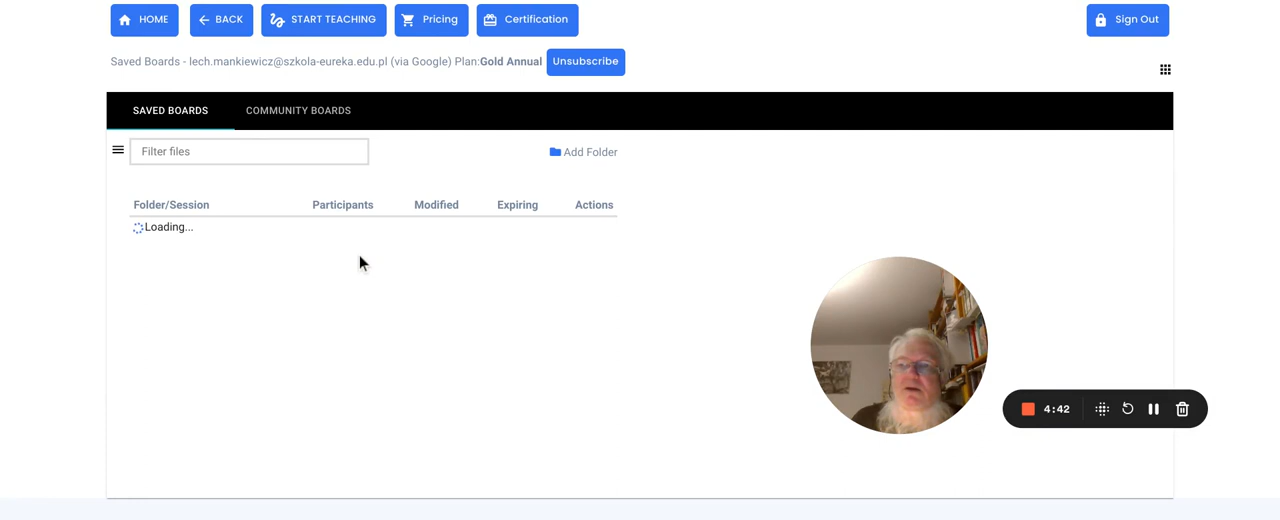 HOME BACK START TEACHING Pricing Certification Sign Out
Saved Boards - lech.mankiewicz@szkola-eureka.edu.pl (via Google) Plan:Gold Annual Unsubscribe
SAVED BOARDS COMMUNITY BOARDS
Filter files Add Folder
Folder/Session Participants Modified Expiring Actions
Loading...
4:42